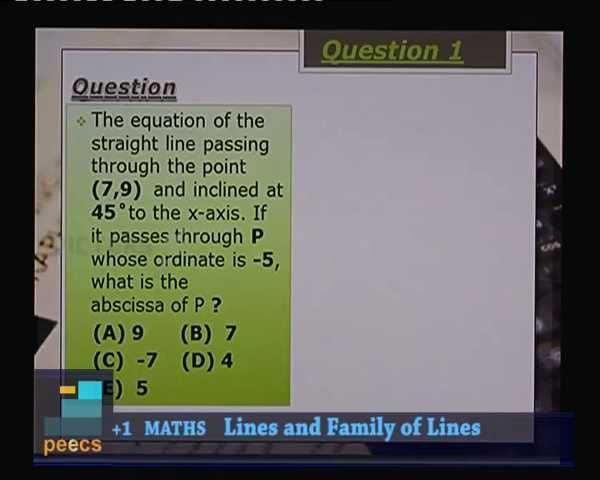 Question 1
Question
The equation of the
straight line passing
through the point
(7,9) and inclined at
45° to the x-axis. If
it passes through P
whose ordinate is -5,
what is the
abscissa of P ?
(A) 9 (B) 7
(C) -7 (D) 4
E) 5
+1 MATHS Lines and Family of Lines
peecs